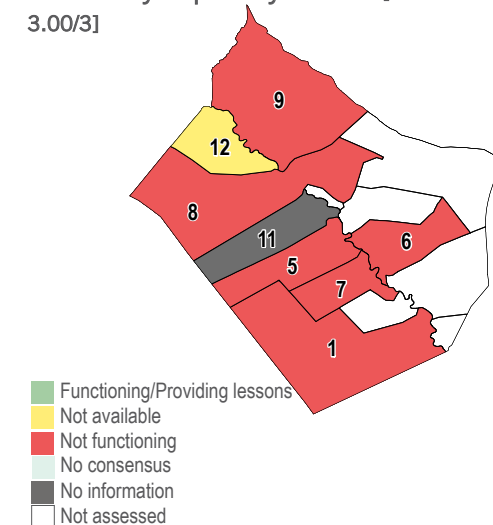 3.00/3]
9
12
8
11
6
5
7
1
Functioning/Providing lessons
Not available
Not functioning
No consensus
No information
Not assessed